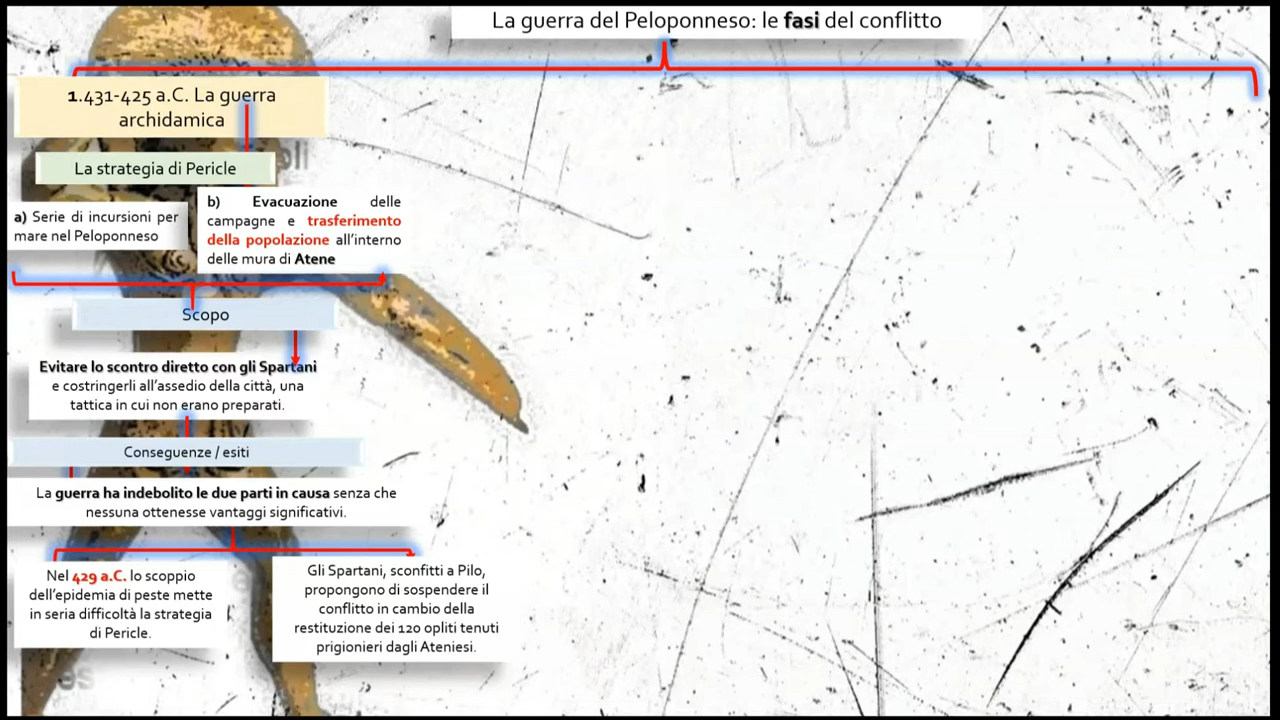 La guerra del Peloponneso: le fasi del conflitto
1.431-425 a.C. La guerra
archidamica
La strategia di Pericle
a) Serie di incursioni per
mare nel Peloponneso
b) Evacuazione delle
campagne e trasferimento
della popolazione all’interno
delle mura di Atene
Scopo
Evitare lo scontro diretto con gli Spartani
e costringerli all’assedio della città, una
tattica in cui non erano preparati.
Conseguenze / esiti
La guerra ha indebolito le due parti in causa senza che
nessuna ottenesse vantaggi significativi.
Nel 429 a.C. lo scoppio
dell’epidemia di peste mette
in seria difficoltà la strategia
di Pericle.
Gli Spartani, sconfitti a Pilo,
propongono di sospendere il
conflitto in cambio della
restituzione dei 120 opliti tenuti
prigionieri dagli Ateniesi.